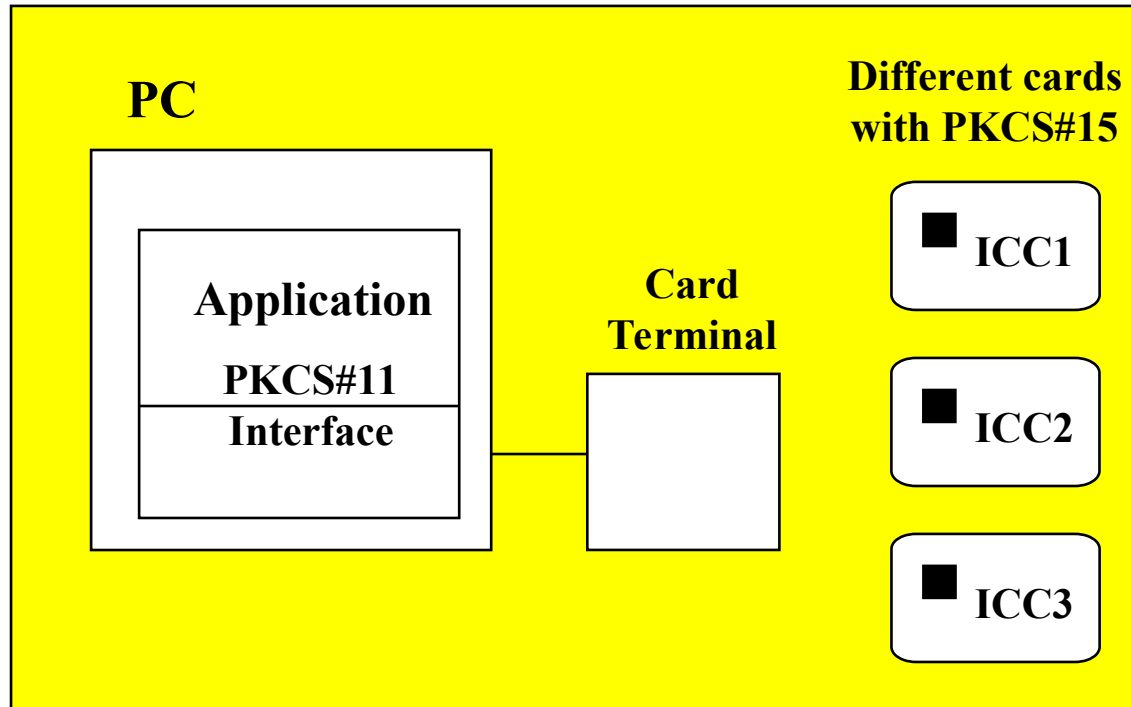 PC
Application
PKCS#11
Interface
Card
Terminal
Different cards
with PKCS#15
ICC1
ICC2
ICC3